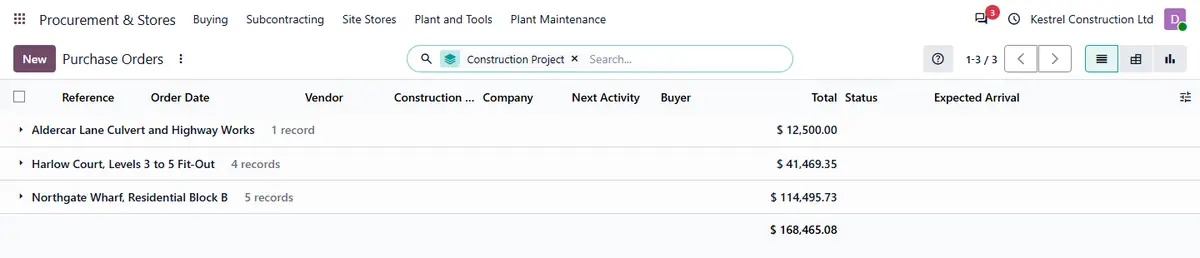 Procurement & Stores Buying Subcontracting Site Stores Plant and Tools Plant Maintenance 3 Kestrel Construction Ltd D
New Purchase Orders Construction Project × Search... 1-3 / 3
Reference Order Date Vendor Construction ... Company Next Activity Buyer Total Status Expected Arrival
Aldercar Lane Culvert and Highway Works 1 record $ 12,500.00
Harlow Court, Levels 3 to 5 Fit-Out 4 records $ 41,469.35
Northgate Wharf, Residential Block B 5 records $ 114,495.73
$ 168,465.08